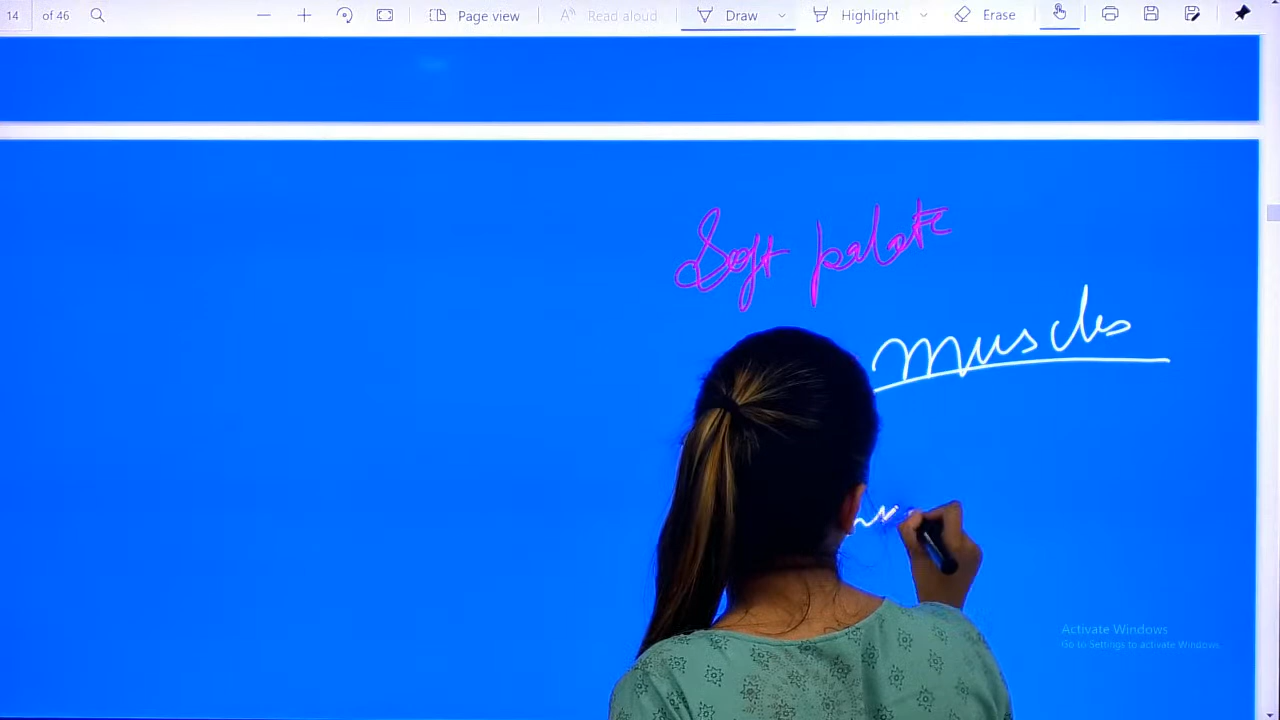 14 of 46 Page view Read aloud Draw Highlight Erase
Soft palate
Muscles
Activate Windows
Go to Settings to activate Windows.